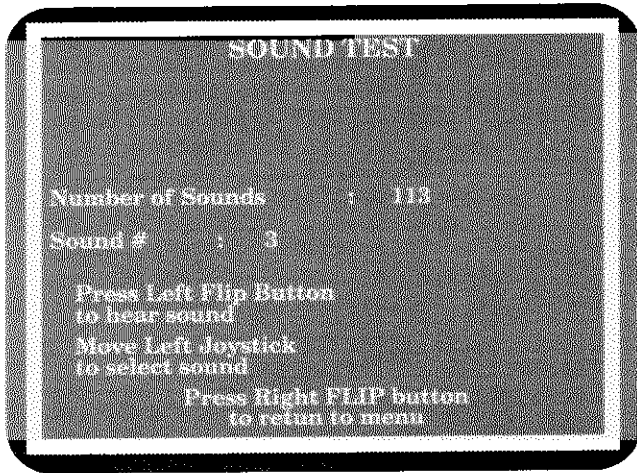 SOUND TEST
Number of Sounds : 113
Sound # : 3
Press Left Flip Button
to hear sound
Move Left Joystick
to select sound
Press Right FLIP button
to retun to menu